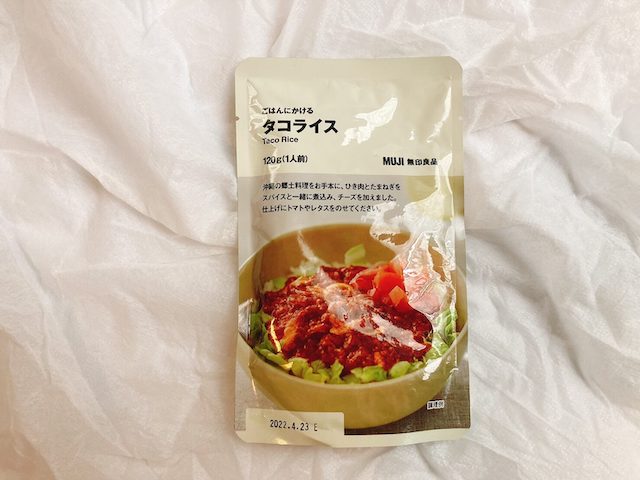 ごはんにかける
タコライス
Taco Rice
120g(1人前)
MUJI 無印良品
沖縄の郷土料理をお手本に、ひき肉とたまねぎを
スパイスと一緒に煮込み、チーズを加えました。
仕上げにトマトやレタスをのせてください。
調理例
2022.4.23 E